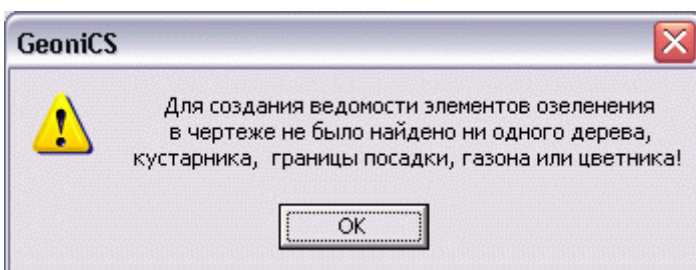 GeoniCS
Для создания ведомости элементов озеленения
в чертеже не было найдено ни одного дерева,
кустарника, границы посадки, газона или цветника!
OK